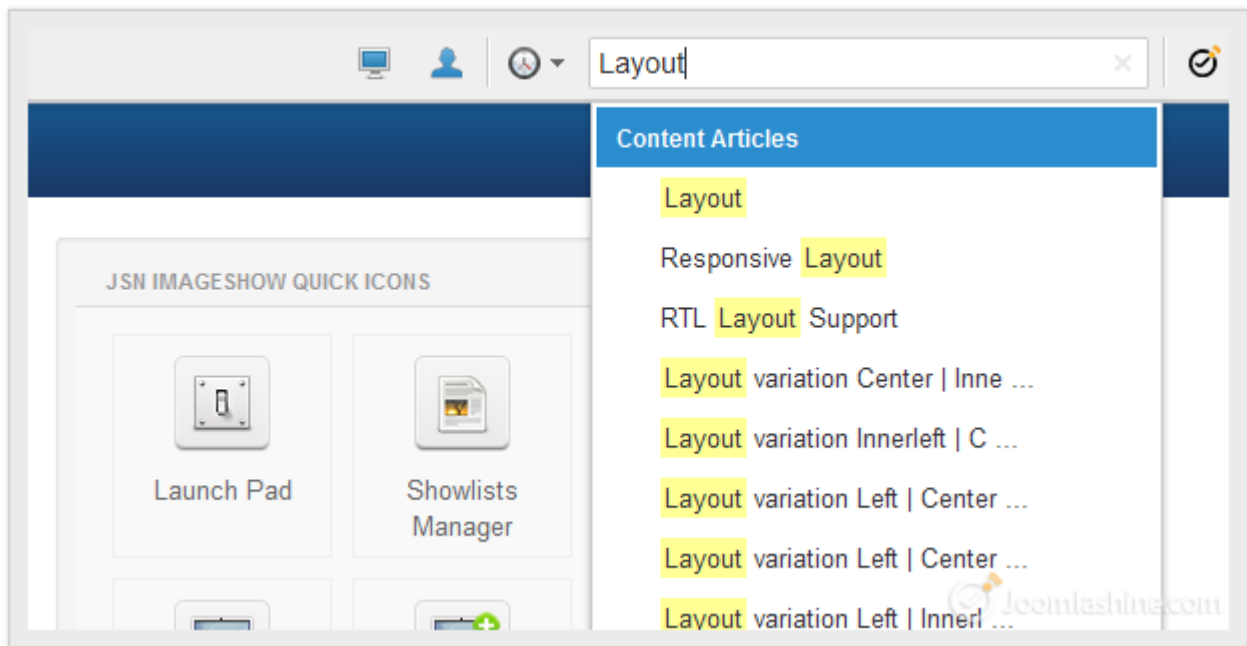 Layout
Content Articles
Layout
Responsive Layout
RTL Layout Support
Layout variation Center | Inne ...
Layout variation Innerleft | C ...
Layout variation Left | Center ...
Layout variation Left | Center ...
Layout variation Left | Innerl ...
JSN IMAGESHOW QUICK ICONS
Launch Pad
Showlists
Manager
Joomlashine.com